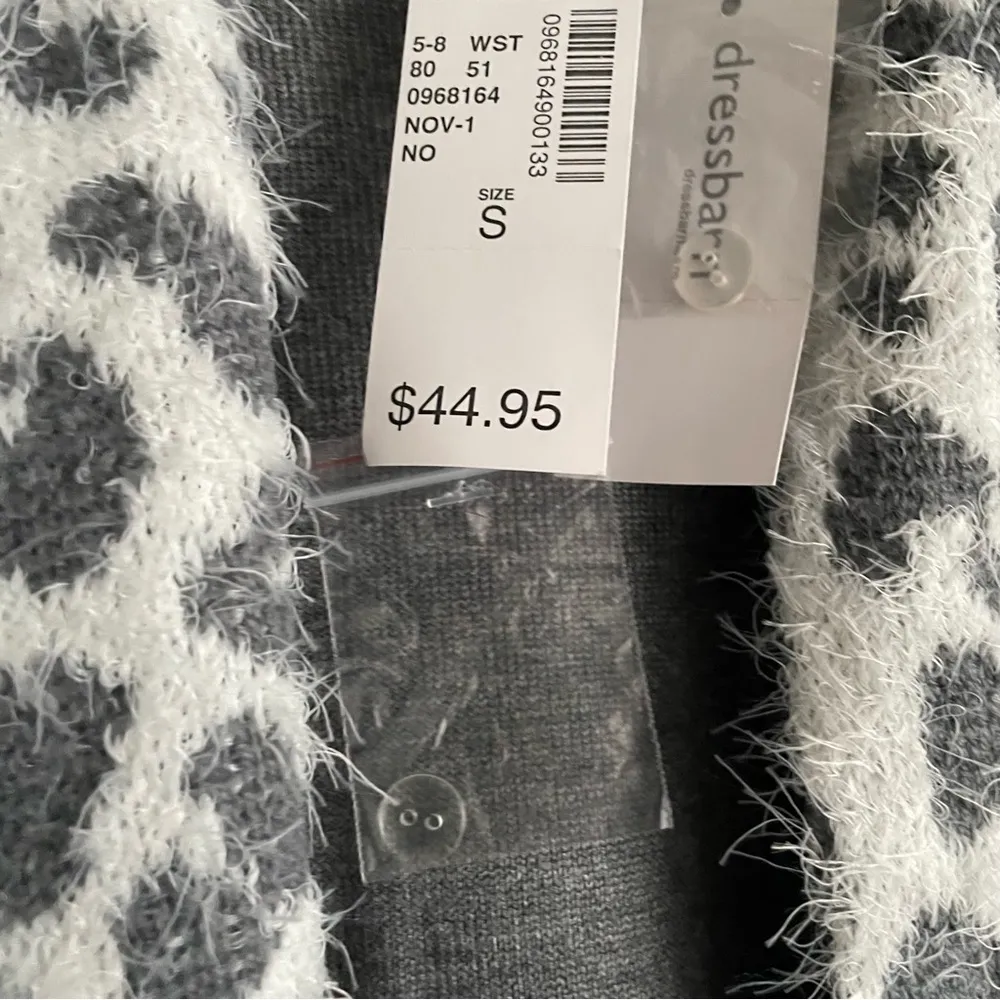 5-8 WST
80 51
0968164
NOV-1
NO
0968164900133
SIZE
S
$44.95
dressbarn